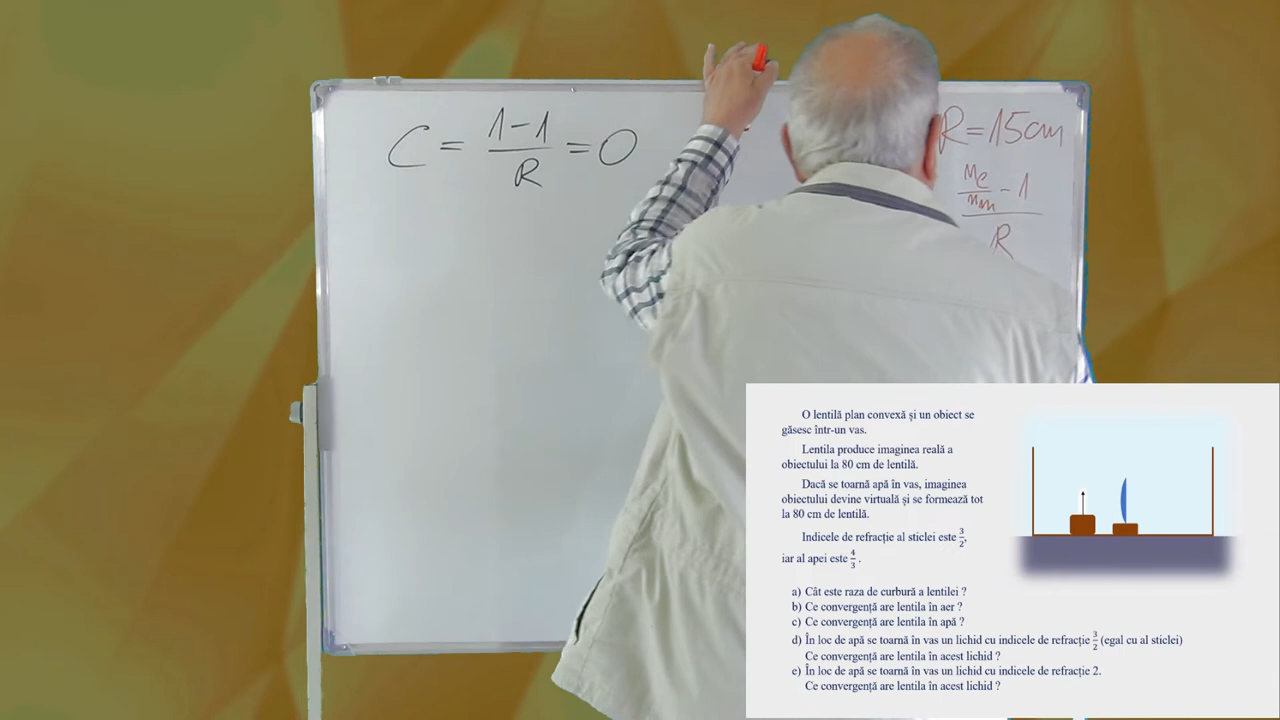 C = (1-1)/R = 0
R = 15cm
(nc/nm - 1)/R
O lentilă plan convexă și un obiect se
găsesc într-un vas.
Lentila produce imaginea reală a
obiectului la 80 cm de lentilă.
Dacă se toarnă apă în vas, imaginea
obiectului devine virtuală și se formează tot
la 80 cm de lentilă.
Indicele de refracție al sticlei este 3/2,
iar al apei este 4/3 .
a) Cât este raza de curbură a lentilei ?
b) Ce convergență are lentila în aer ?
c) Ce convergență are lentila în apă ?
d) În loc de apă se toarnă în vas un lichid cu indicele de refracție 3/2 (egal cu al sticlei)
Ce convergență are lentila în acest lichid ?
e) În loc de apă se toarnă în vas un lichid cu indicele de refracție 2.
Ce convergență are lentila în acest lichid ?